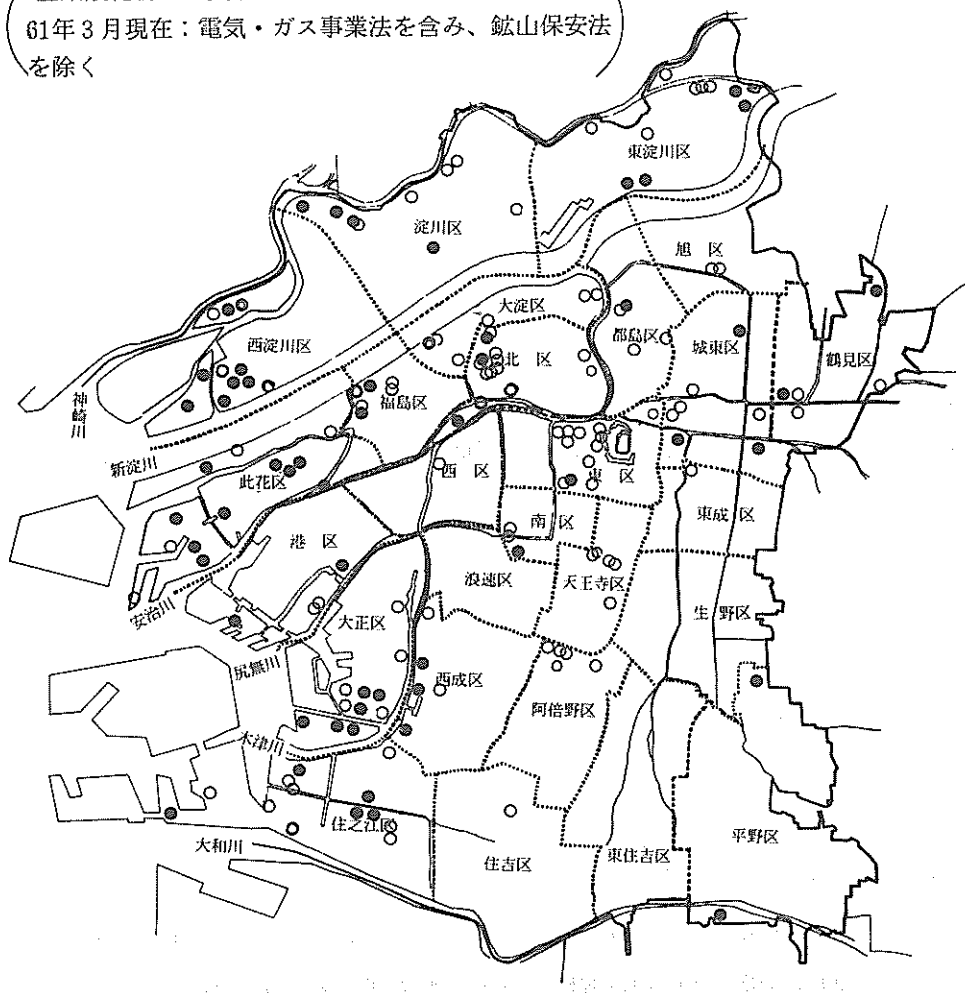 61年3月現在：電気・ガス事業法を含み、鉱山保安法
を除く
東淀川区
淀川区
旭区
大淀区
都島区
城東区
鶴見区
西淀川区
北区
福島区
神崎川
新淀川
此花区
西区
東区
東成区
南区
港区
浪速区
天王寺区
安治川
大正区
生野区
尻無川
西成区
阿倍野区
木津川
住之江区
大和川
住吉区
東住吉区
平野区